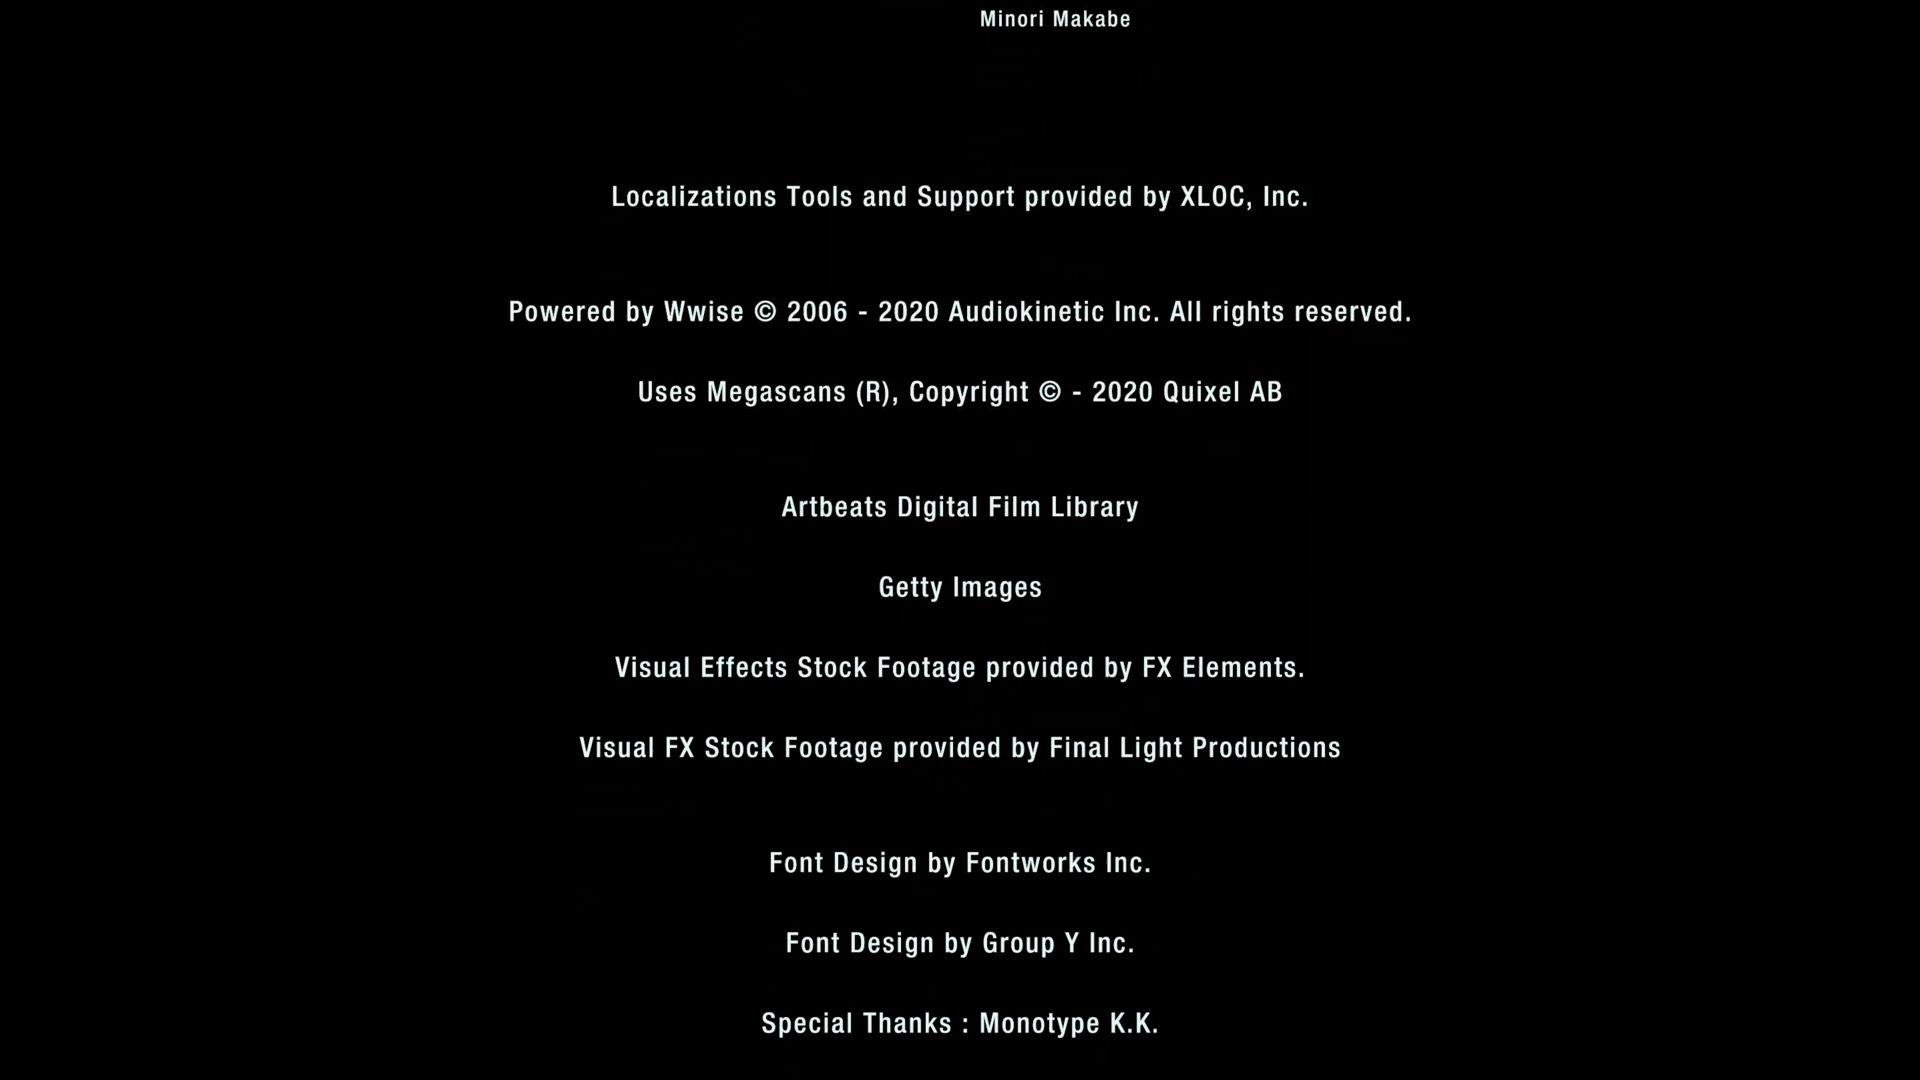 Minori Makabe
Localizations Tools and Support provided by XLOC, Inc.
Powered by Wwise © 2006 - 2020 Audiokinetic Inc. All rights reserved.
Uses Megascans (R), Copyright © - 2020 Quixel AB
Artbeats Digital Film Library
Getty Images
Visual Effects Stock Footage provided by FX Elements.
Visual FX Stock Footage provided by Final Light Productions
Font Design by Fontworks Inc.
Font Design by Group Y Inc.
Special Thanks : Monotype K.K.